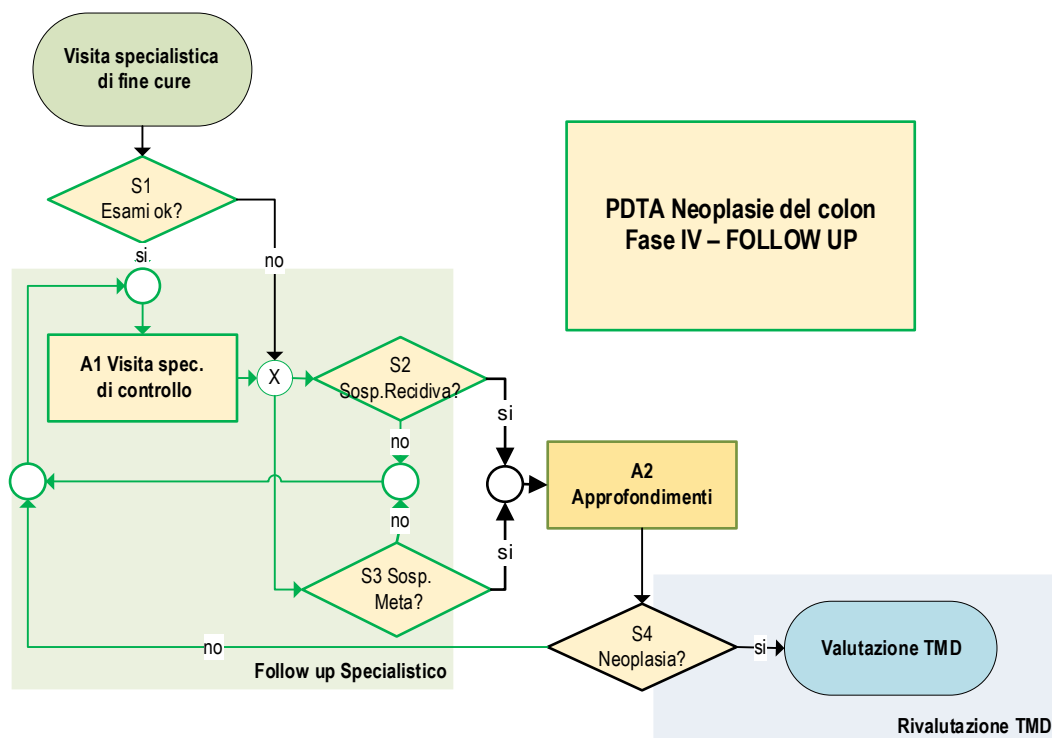 Visita specialistica
di fine cure
S1
Esami ok?
si
no
PDTA Neoplasie del colon
Fase IV – FOLLOW UP
A1 Visita spec.
di controllo
X
S2
Sosp.Recidiva?
si
no
A2
Approfondimenti
no
si
S3 Sosp.
Meta?
S4
Neoplasia?
no
si
Valutazione TMD
Follow up Specialistico
Rivalutazione TMD